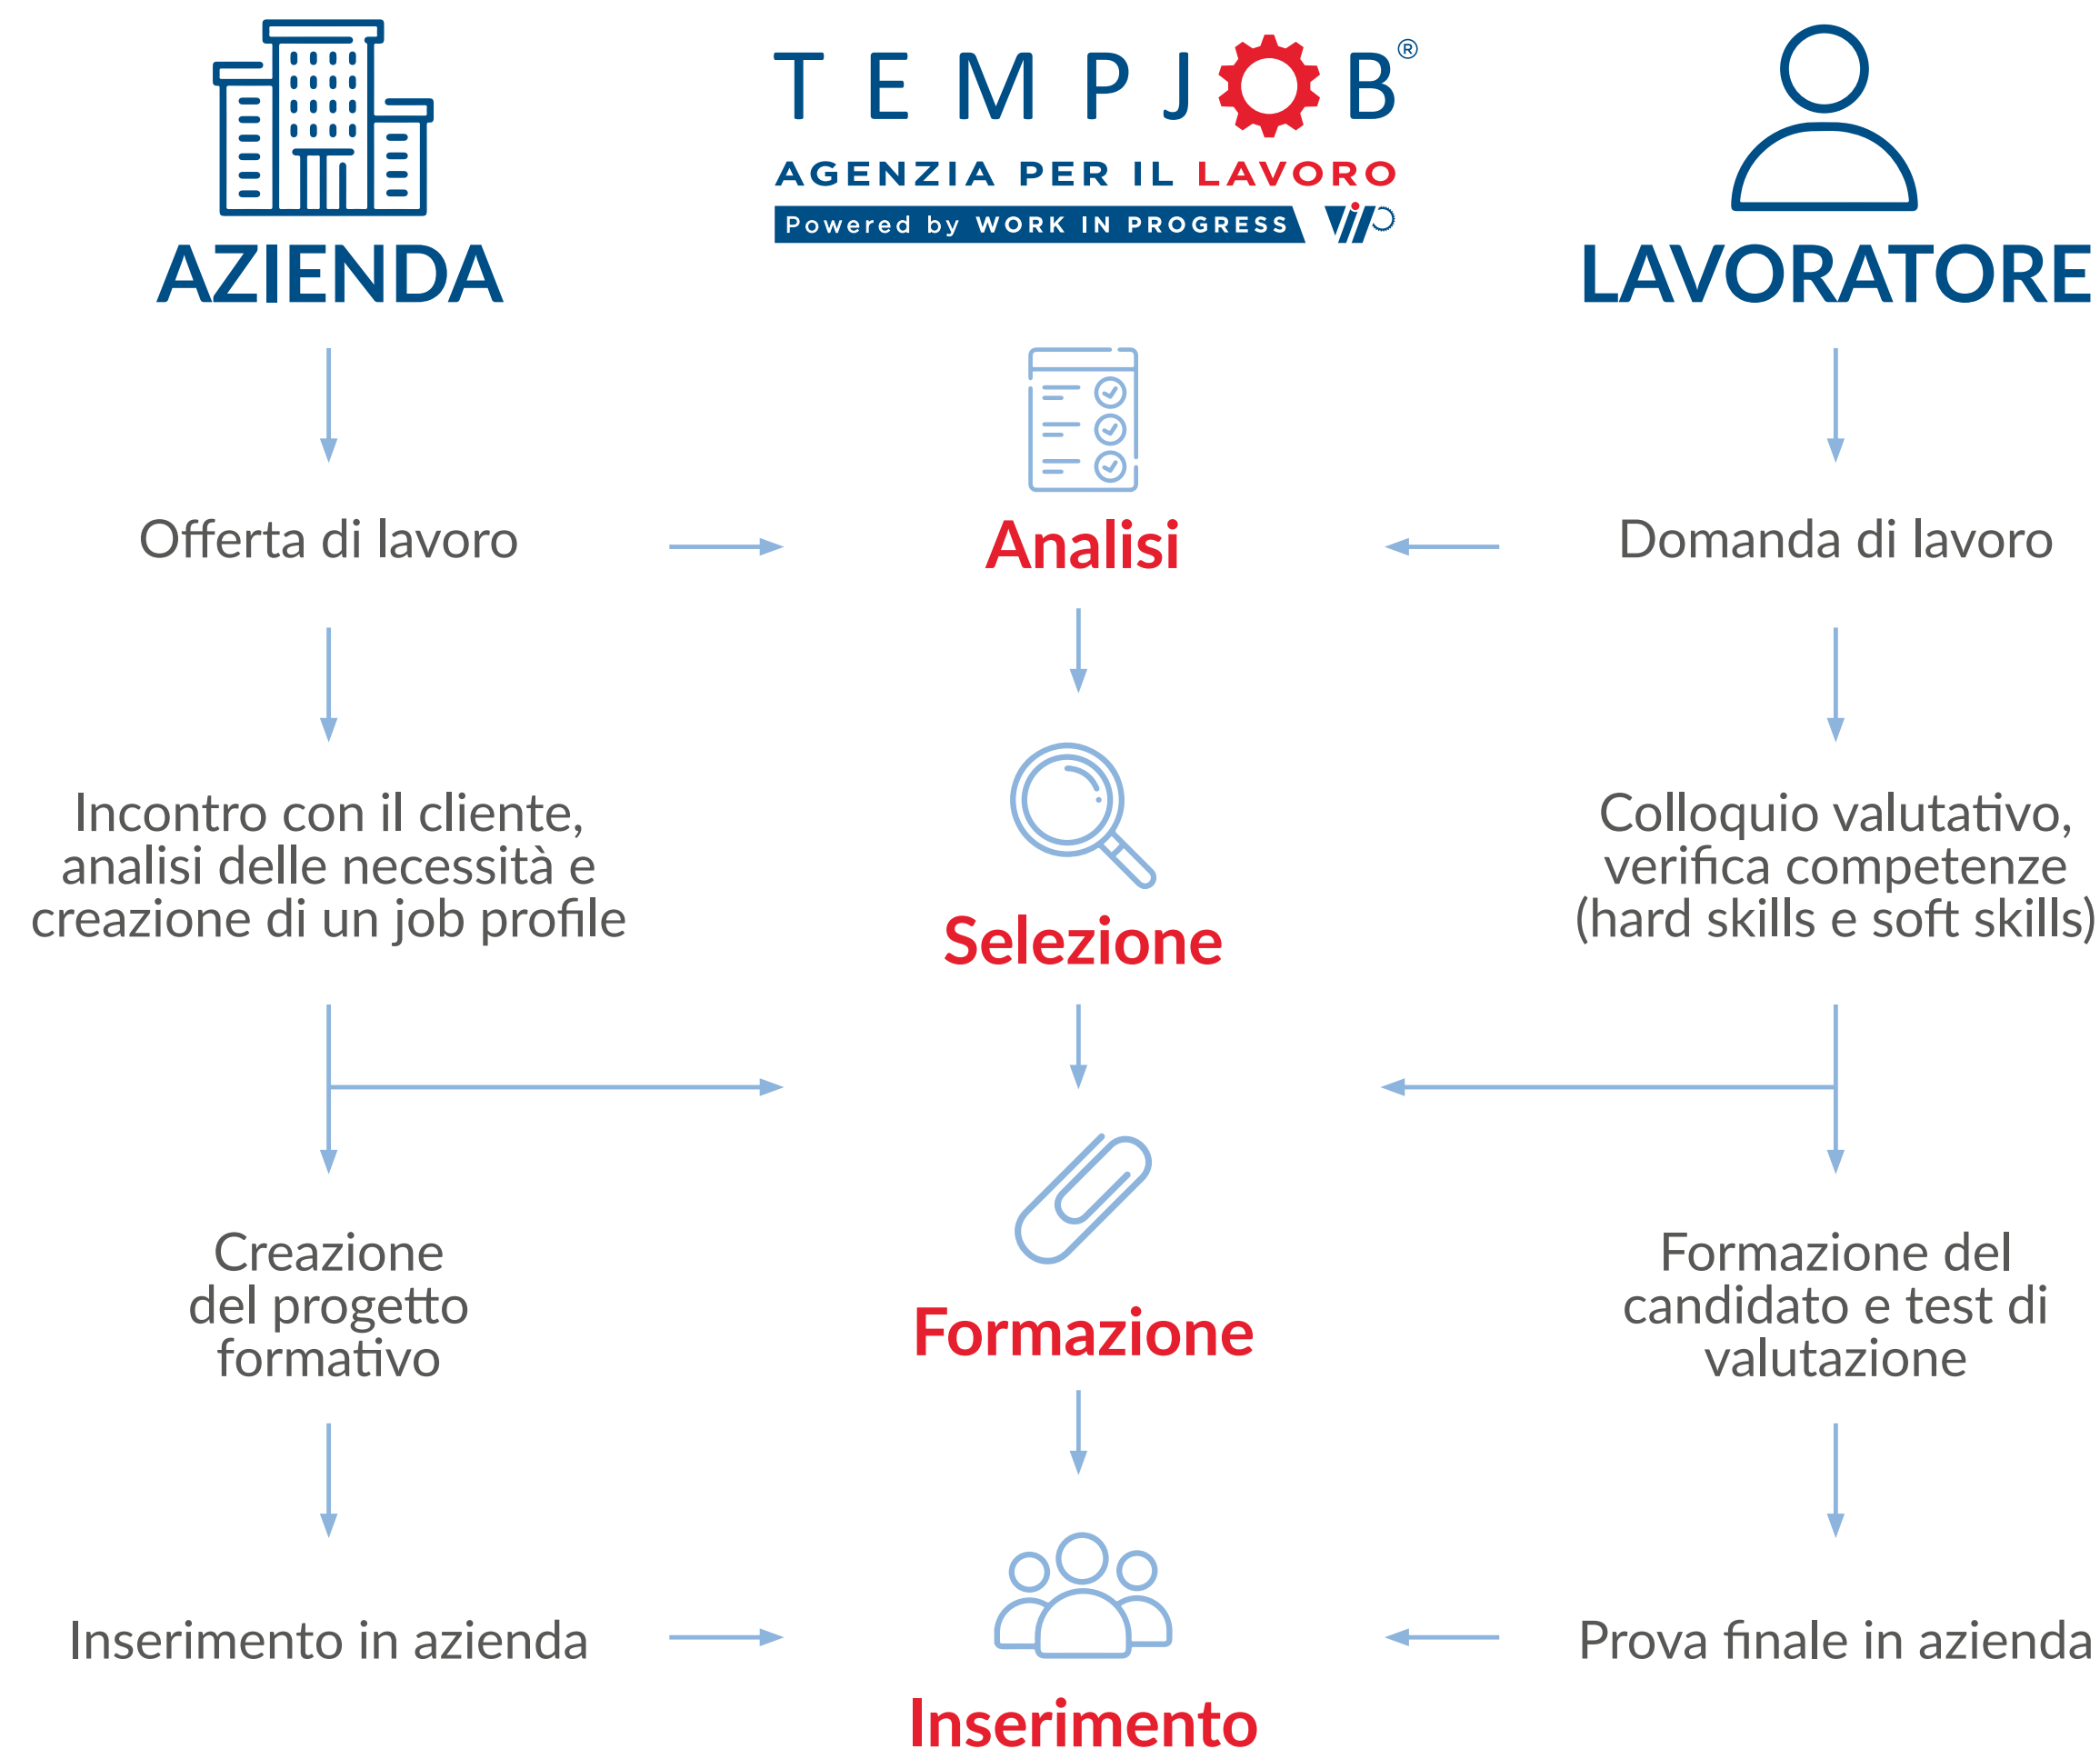 TEMPJOB®
AGENZIA PER IL LAVORO
Powered by WORK IN PROGRESS
WIP
AZIENDA
LAVORATORE
Offerta di lavoro
Analisi
Domanda di lavoro
Incontro con il cliente,
analisi delle necessità e
creazione di un job profile
Selezione
Colloquio valutativo,
verifica competenze
(hard skills e soft skills)
Creazione
del progetto
formativo
Formazione
Formazione del
candidato e test di
valutazione
Inserimento in azienda
Inserimento
Prova finale in azienda